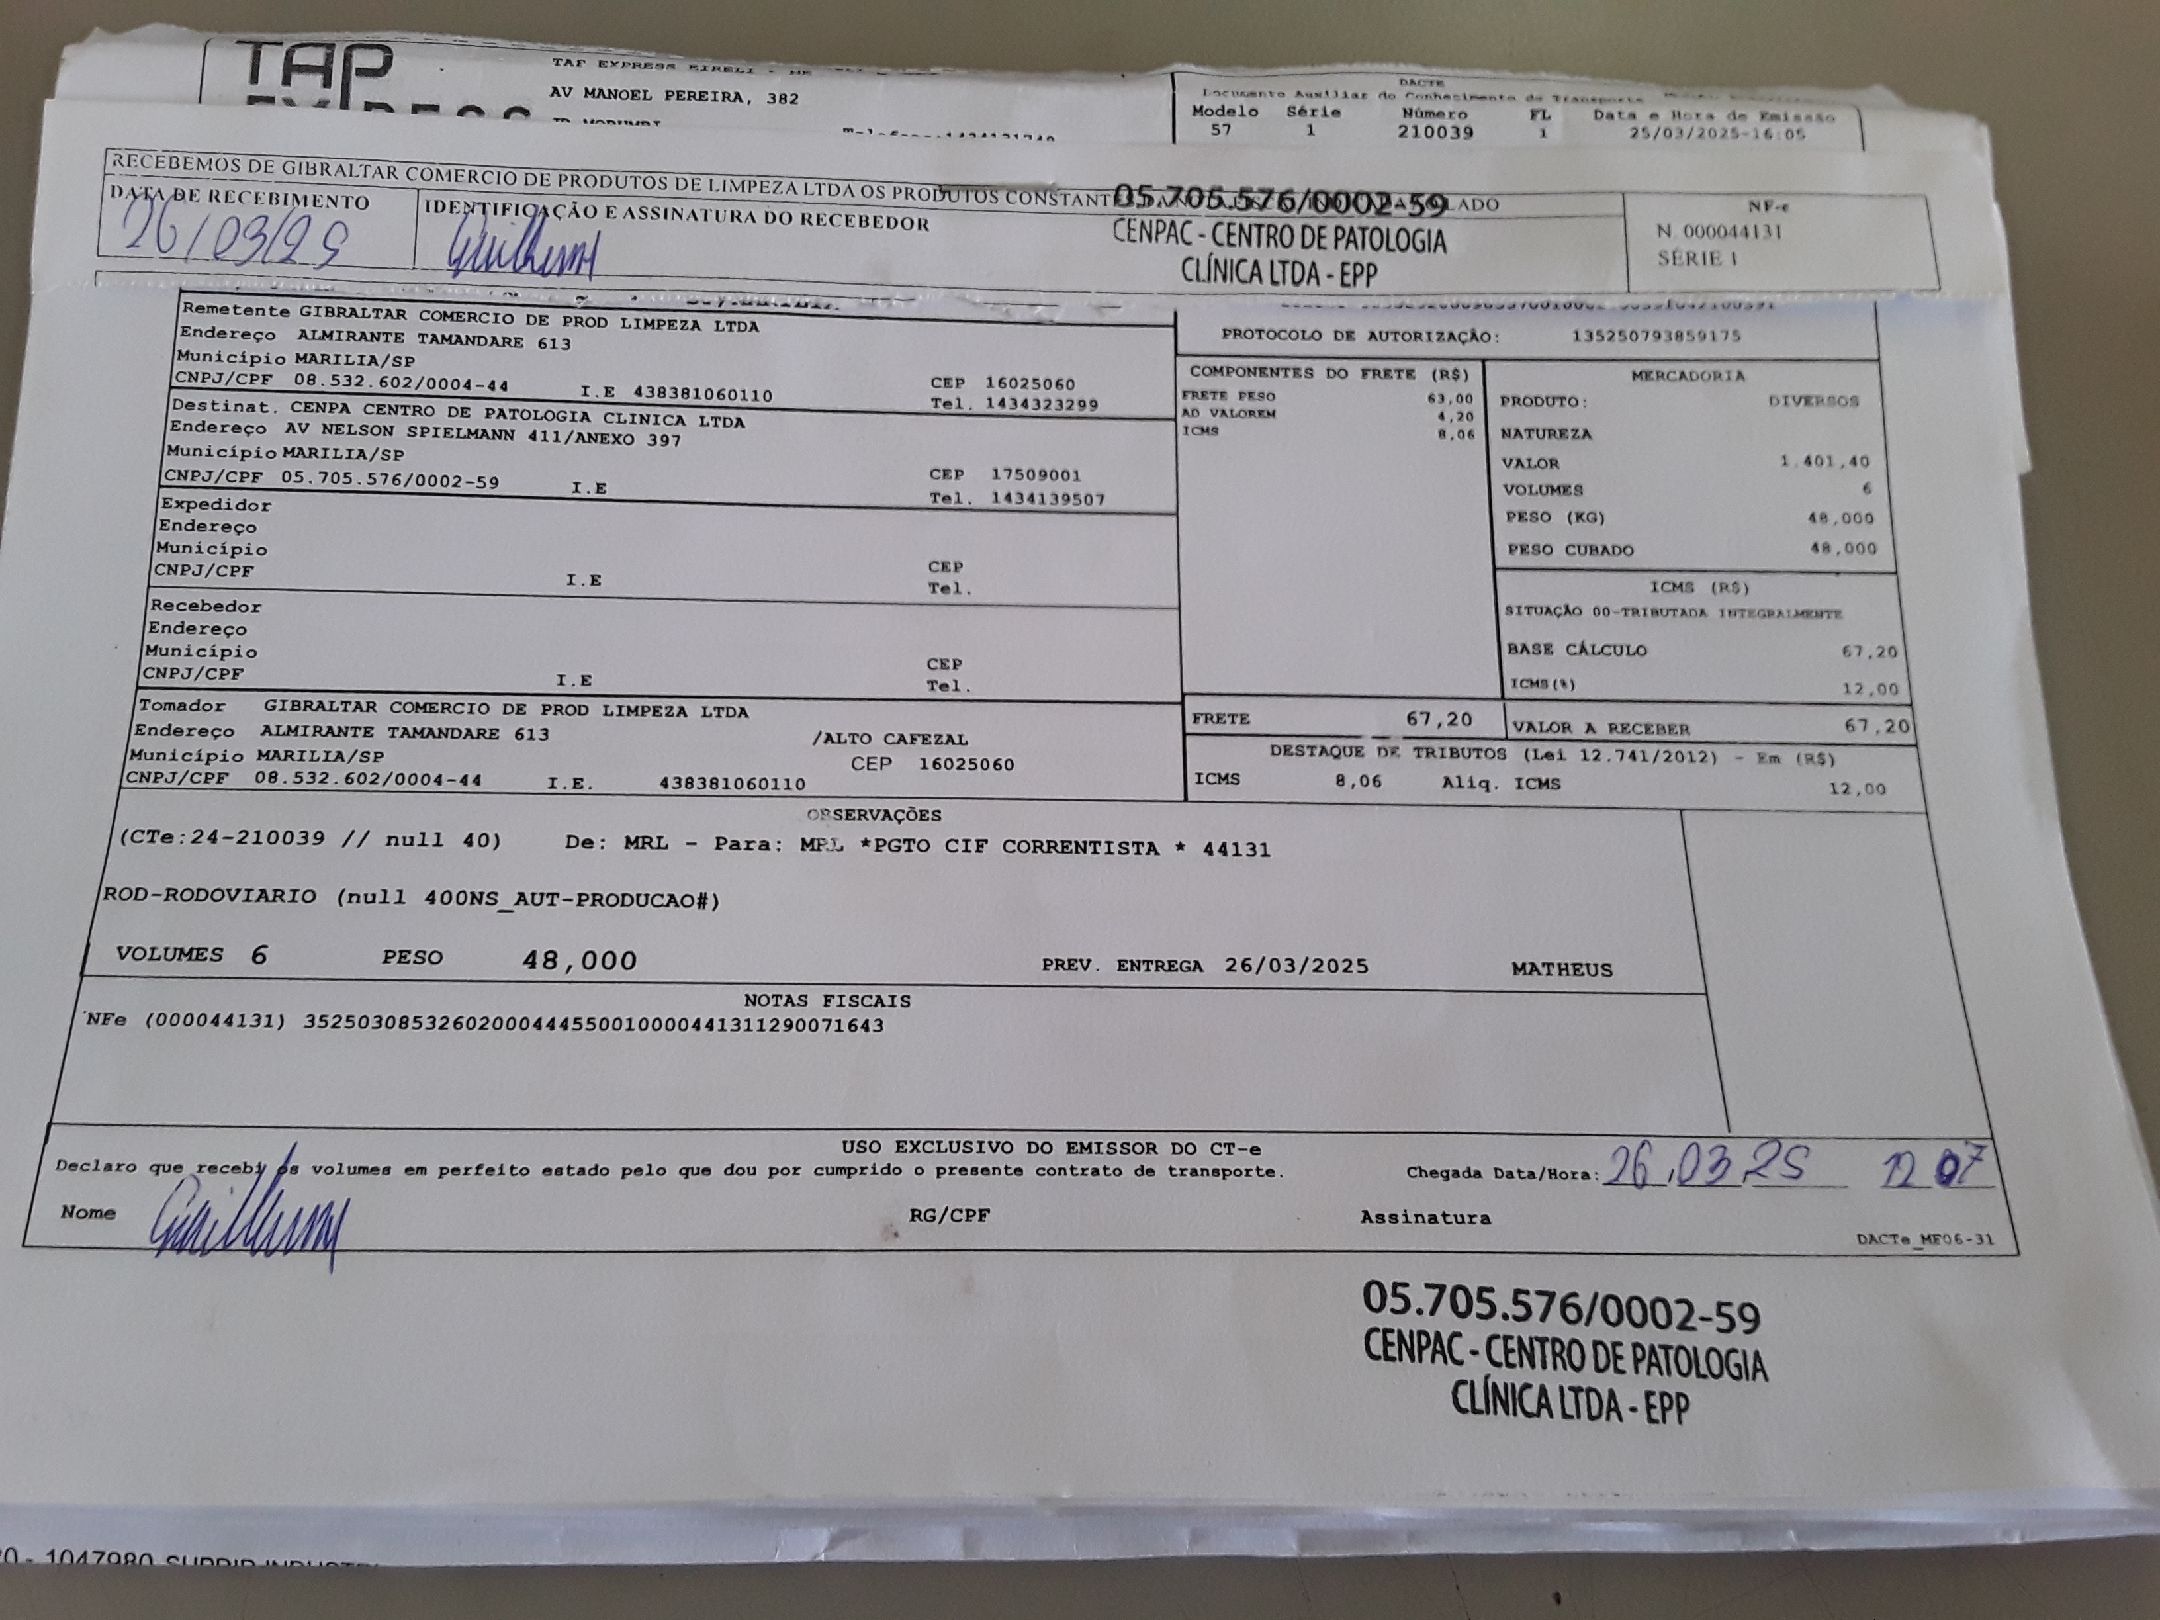 TAP
TAF EXPRESS EIRELI - ME
AV MANOEL PEREIRA, 382
DACTE
Documento Auxiliar do Conhecimento de Transporte
Modelo Série Número FL Data e Hora de Emissão
57 1 210039 1 25/03/2025-16:05
RECEBEMOS DE GIBRALTAR COMERCIO DE PRODUTOS DE LIMPEZA LTDA OS PRODUTOS CONSTANT LADO
DATA DE RECEBIMENTO
26/03/25
IDENTIFICAÇÃO E ASSINATURA DO RECEBEDOR
Guilherme
05.705.576/0002-59
CENPAC - CENTRO DE PATOLOGIA
CLÍNICA LTDA - EPP
NF-e
N. 000044131
SÉRIE 1
Remetente GIBRALTAR COMERCIO DE PROD LIMPEZA LTDA
Endereço ALMIRANTE TAMANDARE 613
Município MARILIA/SP
CNPJ/CPF 08.532.602/0004-44 I.E 438381060110 CEP 16025060
Tel. 1434323299
Destinat. CENPA CENTRO DE PATOLOGIA CLINICA LTDA
Endereço AV NELSON SPIELMANN 411/ANEXO 397
Município MARILIA/SP
CNPJ/CPF 05.705.576/0002-59 I.E CEP 17509001
Tel. 1434139507
Expedidor
Endereço
Município
CNPJ/CPF I.E CEP
Tel.
Recebedor
Endereço
Município
CNPJ/CPF I.E CEP
Tel.
Tomador GIBRALTAR COMERCIO DE PROD LIMPEZA LTDA
Endereço ALMIRANTE TAMANDARE 613 /ALTO CAFEZAL
Município MARILIA/SP CEP 16025060
CNPJ/CPF 08.532.602/0004-44 I.E. 438381060110
PROTOCOLO DE AUTORIZAÇÃO: 135250793859175
COMPONENTES DO FRETE (R$)
FRETE PESO 63,00
AD VALOREM 4,20
ICMS 8,06
MERCADORIA
PRODUTO: DIVERSOS
NATUREZA
VALOR 1.401,40
VOLUMES 6
PESO (KG) 48,000
PESO CUBADO 48,000
ICMS (R$)
SITUAÇÃO 00-TRIBUTADA INTEGRALMENTE
BASE CÁLCULO 67,20
ICMS(%) 12,00
FRETE 67,20 VALOR A RECEBER 67,20
DESTAQUE DE TRIBUTOS (Lei 12.741/2012) - Em (R$)
ICMS 8,06 Aliq. ICMS 12,00
OBSERVAÇÕES
(CTe:24-210039 // null 40) De: MRL - Para: MRL *PGTO CIF CORRENTISTA * 44131
ROD-RODOVIARIO (null 400NS_AUT-PRODUCAO#)
VOLUMES 6 PESO 48,000 PREV. ENTREGA 26/03/2025 MATHEUS
NOTAS FISCAIS
NFe (000044131) 35250308532602000444550010000441311290071643
USO EXCLUSIVO DO EMISSOR DO CT-e
Declaro que recebi os volumes em perfeito estado pelo que dou por cumprido o presente contrato de transporte. Chegada Data/Hora: 26,03 25 12 07
Nome Guilherme RG/CPF Assinatura
DACTe_MF06-31
05.705.576/0002-59
CENPAC - CENTRO DE PATOLOGIA
CLÍNICA LTDA - EPP